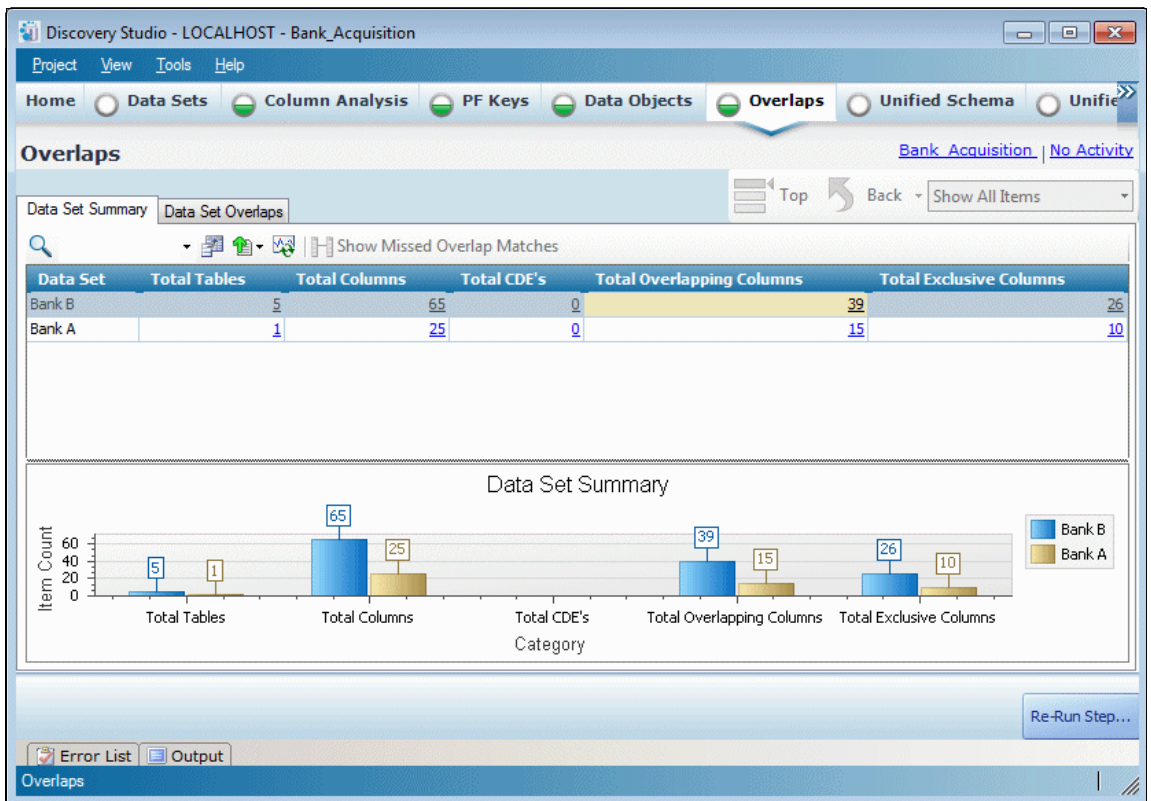 Discovery Studio - LOCALHOST - Bank_Acquisition
Project View Tools Help
Home Data Sets Column Analysis PF Keys Data Objects Overlaps Unified Schema Unifie
Overlaps
Bank_Acquisition | No Activity
Top Back Show All Items
Data Set Summary Data Set Overlaps
Show Missed Overlap Matches
Data Set Total Tables Total Columns Total CDE's Total Overlapping Columns Total Exclusive Columns
Bank B 5 65 0 39 26
Bank A 1 25 0 15 10
Data Set Summary
65
39
25
26
15
10
5
1
Bank B
Bank A
Item Count
60
40
20
0
Total Tables Total Columns Total CDE's Total Overlapping Columns Total Exclusive Columns
Category
Re-Run Step...
Error List Output
Overlaps